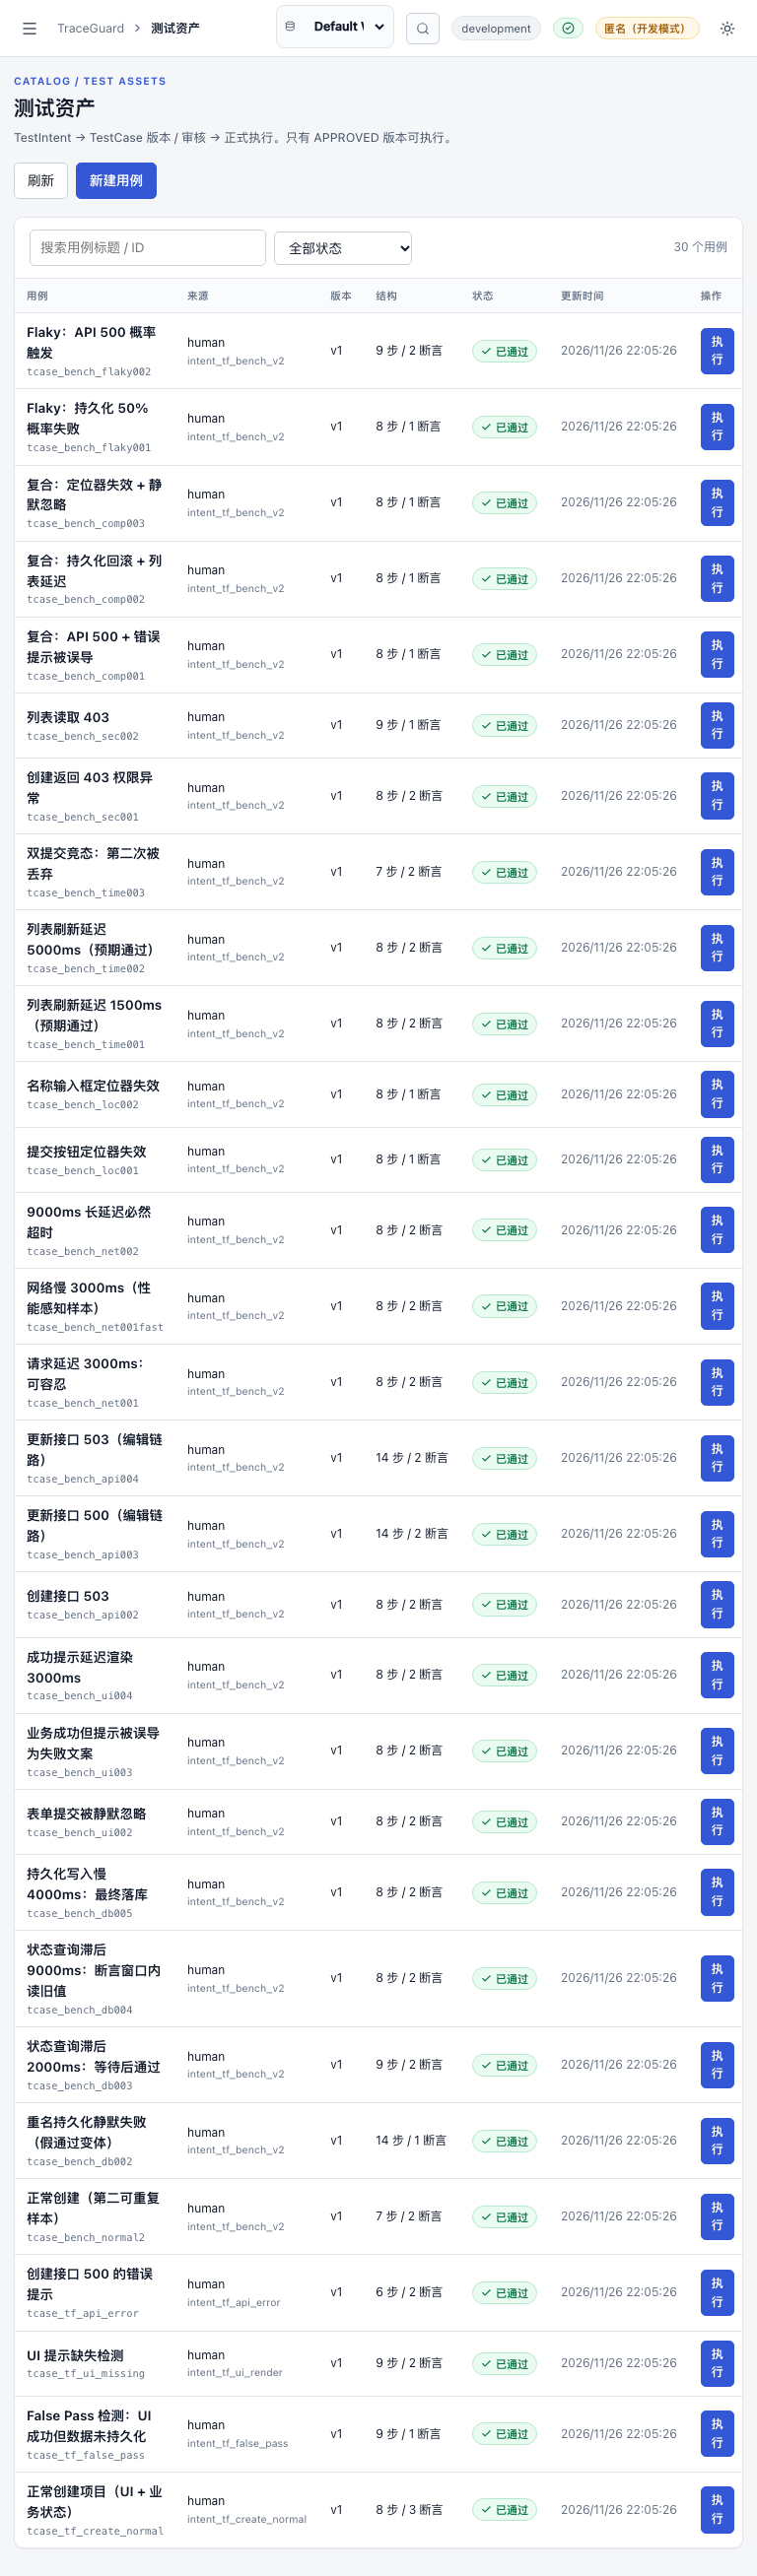 TraceGuard > 测试资产
Default W
development
匿名（开发模式）
CATALOG / TEST ASSETS
测试资产
TestIntent → TestCase 版本 / 审核 → 正式执行。只有 APPROVED 版本可执行。
刷新
新建用例
搜索用例标题 / ID
全部状态
30 个用例
用例 来源 版本 结构 状态 更新时间 操作
Flaky：API 500 概率
触发
tcase_bench_flaky002
human
intent_tf_bench_v2
v1
9 步 / 2 断言
已通过
2026/11/26 22:05:26
执
行
Flaky：持久化 50%
概率失败
tcase_bench_flaky001
human
intent_tf_bench_v2
v1
8 步 / 1 断言
已通过
2026/11/26 22:05:26
执
行
复合：定位器失效 + 静
默忽略
tcase_bench_comp003
human
intent_tf_bench_v2
v1
8 步 / 1 断言
已通过
2026/11/26 22:05:26
执
行
复合：持久化回滚 + 列
表延迟
tcase_bench_comp002
human
intent_tf_bench_v2
v1
8 步 / 1 断言
已通过
2026/11/26 22:05:26
执
行
复合：API 500 + 错误
提示被误导
tcase_bench_comp001
human
intent_tf_bench_v2
v1
8 步 / 1 断言
已通过
2026/11/26 22:05:26
执
行
列表读取 403
tcase_bench_sec002
human
intent_tf_bench_v2
v1
9 步 / 1 断言
已通过
2026/11/26 22:05:26
执
行
创建返回 403 权限异
常
tcase_bench_sec001
human
intent_tf_bench_v2
v1
8 步 / 2 断言
已通过
2026/11/26 22:05:26
执
行
双提交竞态：第二次被
丢弃
tcase_bench_time003
human
intent_tf_bench_v2
v1
7 步 / 2 断言
已通过
2026/11/26 22:05:26
执
行
列表刷新延迟
5000ms（预期通过）
tcase_bench_time002
human
intent_tf_bench_v2
v1
8 步 / 2 断言
已通过
2026/11/26 22:05:26
执
行
列表刷新延迟 1500ms
（预期通过）
tcase_bench_time001
human
intent_tf_bench_v2
v1
8 步 / 2 断言
已通过
2026/11/26 22:05:26
执
行
名称输入框定位器失效
tcase_bench_loc002
human
intent_tf_bench_v2
v1
8 步 / 1 断言
已通过
2026/11/26 22:05:26
执
行
提交按钮定位器失效
tcase_bench_loc001
human
intent_tf_bench_v2
v1
8 步 / 1 断言
已通过
2026/11/26 22:05:26
执
行
9000ms 长延迟必然
超时
tcase_bench_net002
human
intent_tf_bench_v2
v1
8 步 / 2 断言
已通过
2026/11/26 22:05:26
执
行
网络慢 3000ms（性
能感知样本）
tcase_bench_net001fast
human
intent_tf_bench_v2
v1
8 步 / 2 断言
已通过
2026/11/26 22:05:26
执
行
请求延迟 3000ms：
可容忍
tcase_bench_net001
human
intent_tf_bench_v2
v1
8 步 / 2 断言
已通过
2026/11/26 22:05:26
执
行
更新接口 503（编辑链
路）
tcase_bench_api004
human
intent_tf_bench_v2
v1
14 步 / 2 断言
已通过
2026/11/26 22:05:26
执
行
更新接口 500（编辑链
路）
tcase_bench_api003
human
intent_tf_bench_v2
v1
14 步 / 2 断言
已通过
2026/11/26 22:05:26
执
行
创建接口 503
tcase_bench_api002
human
intent_tf_bench_v2
v1
8 步 / 2 断言
已通过
2026/11/26 22:05:26
执
行
成功提示延迟渲染
3000ms
tcase_bench_ui004
human
intent_tf_bench_v2
v1
8 步 / 2 断言
已通过
2026/11/26 22:05:26
执
行
业务成功但提示被误导
为失败文案
tcase_bench_ui003
human
intent_tf_bench_v2
v1
8 步 / 2 断言
已通过
2026/11/26 22:05:26
执
行
表单提交被静默忽略
tcase_bench_ui002
human
intent_tf_bench_v2
v1
8 步 / 2 断言
已通过
2026/11/26 22:05:26
执
行
持久化写入慢
4000ms：最终落库
tcase_bench_db005
human
intent_tf_bench_v2
v1
8 步 / 2 断言
已通过
2026/11/26 22:05:26
执
行
状态查询滞后
9000ms：断言窗口内
读旧值
tcase_bench_db004
human
intent_tf_bench_v2
v1
8 步 / 2 断言
已通过
2026/11/26 22:05:26
执
行
状态查询滞后
2000ms：等待后通过
tcase_bench_db003
human
intent_tf_bench_v2
v1
9 步 / 2 断言
已通过
2026/11/26 22:05:26
执
行
重名持久化静默失败
（假通过变体）
tcase_bench_db002
human
intent_tf_bench_v2
v1
14 步 / 1 断言
已通过
2026/11/26 22:05:26
执
行
正常创建（第二可重复
样本）
tcase_bench_normal2
human
intent_tf_bench_v2
v1
7 步 / 2 断言
已通过
2026/11/26 22:05:26
执
行
创建接口 500 的错误
提示
tcase_tf_api_error
human
intent_tf_api_error
v1
6 步 / 2 断言
已通过
2026/11/26 22:05:26
执
行
UI 提示缺失检测
tcase_tf_ui_missing
human
intent_tf_ui_render
v1
9 步 / 2 断言
已通过
2026/11/26 22:05:26
执
行
False Pass 检测：UI
成功但数据未持久化
tcase_tf_false_pass
human
intent_tf_false_pass
v1
9 步 / 1 断言
已通过
2026/11/26 22:05:26
执
行
正常创建项目（UI + 业
务状态）
tcase_tf_create_normal
human
intent_tf_create_normal
v1
8 步 / 3 断言
已通过
2026/11/26 22:05:26
执
行